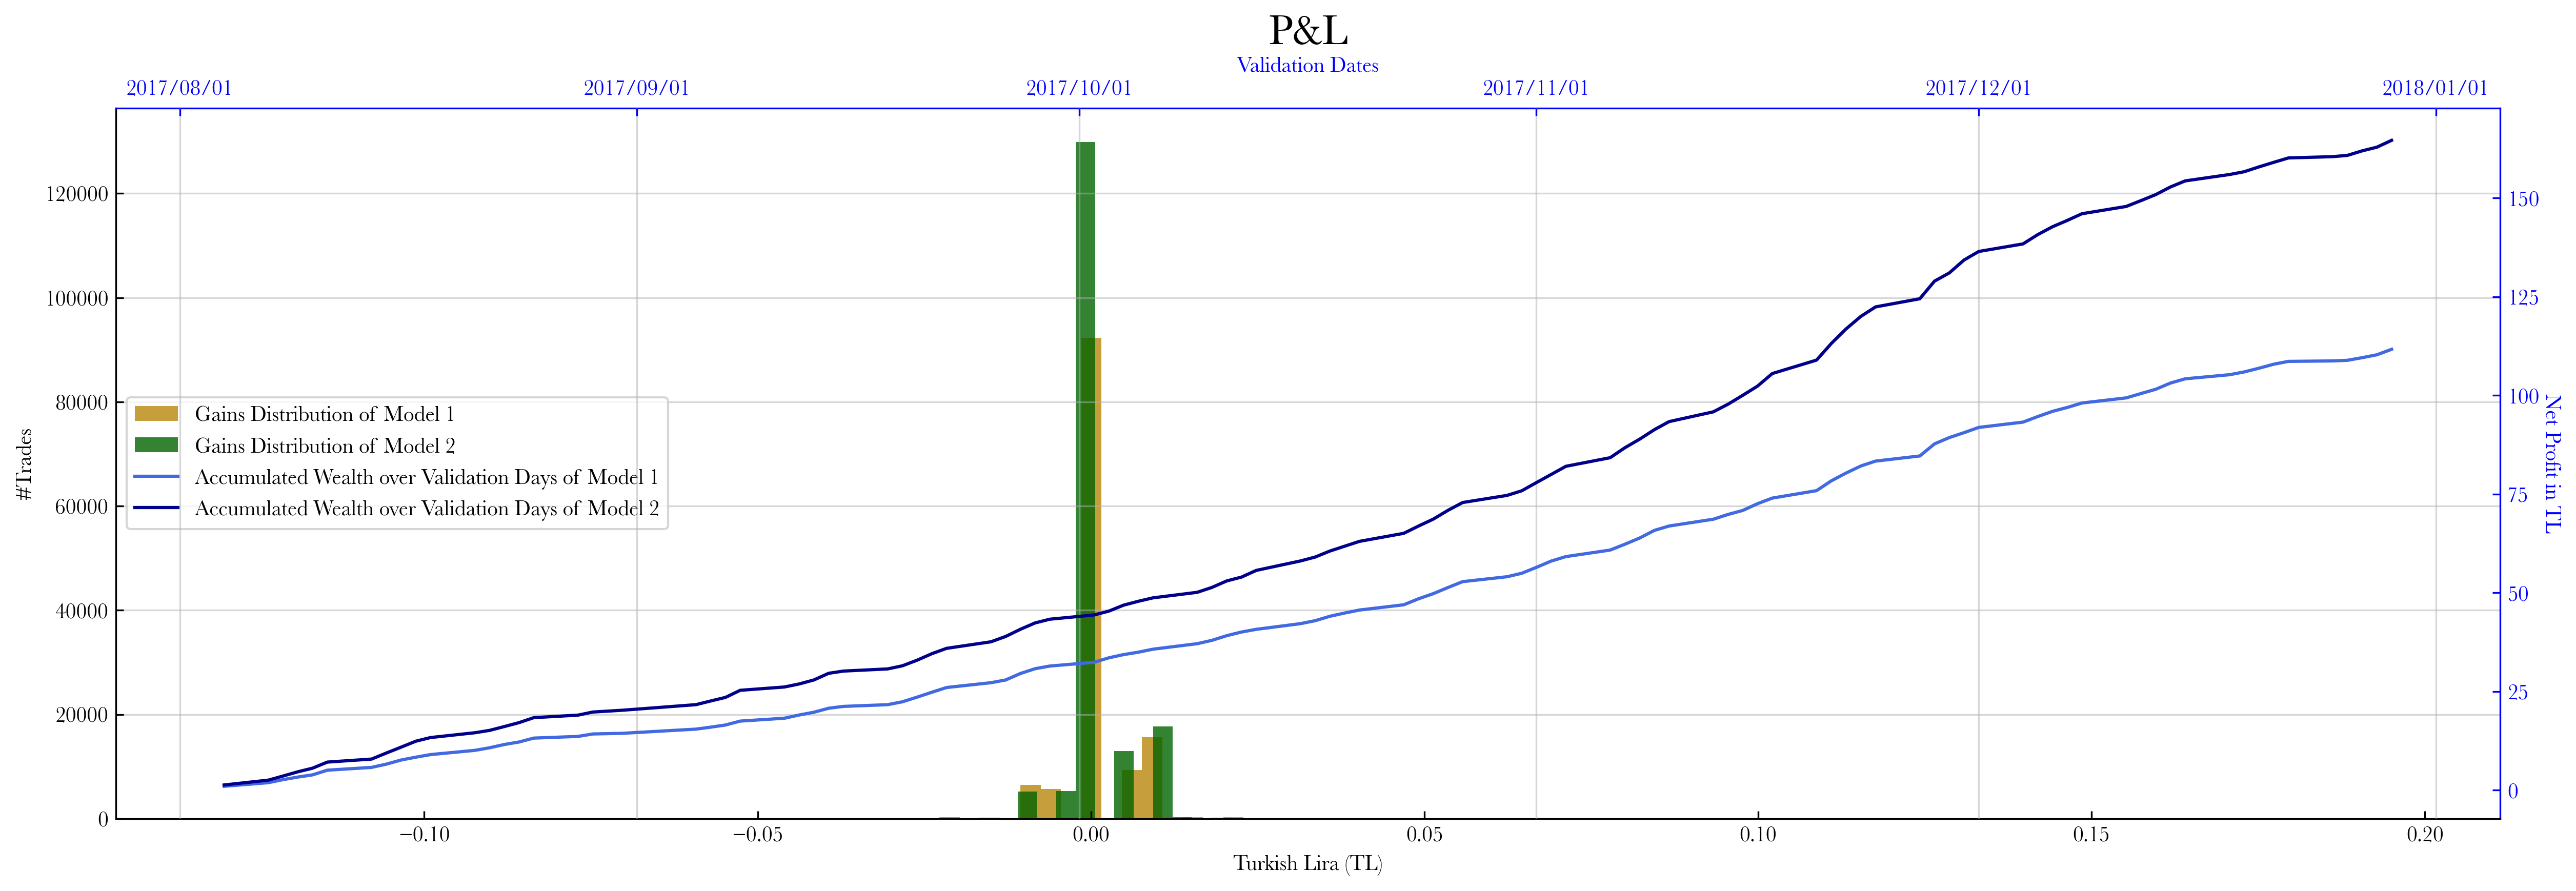 P&L
Validation Dates
2017/08/01 2017/09/01 2017/10/01 2017/11/01 2017/12/01 2018/01/01
120000
100000
80000
60000
40000
20000
0
#Trades
Gains Distribution of Model 1
Gains Distribution of Model 2
Accumulated Wealth over Validation Days of Model 1
Accumulated Wealth over Validation Days of Model 2
150
125
100
75
50
25
0
Net Profit in TL
−0.10 −0.05 0.00 0.05 0.10 0.15 0.20
Turkish Lira (TL)